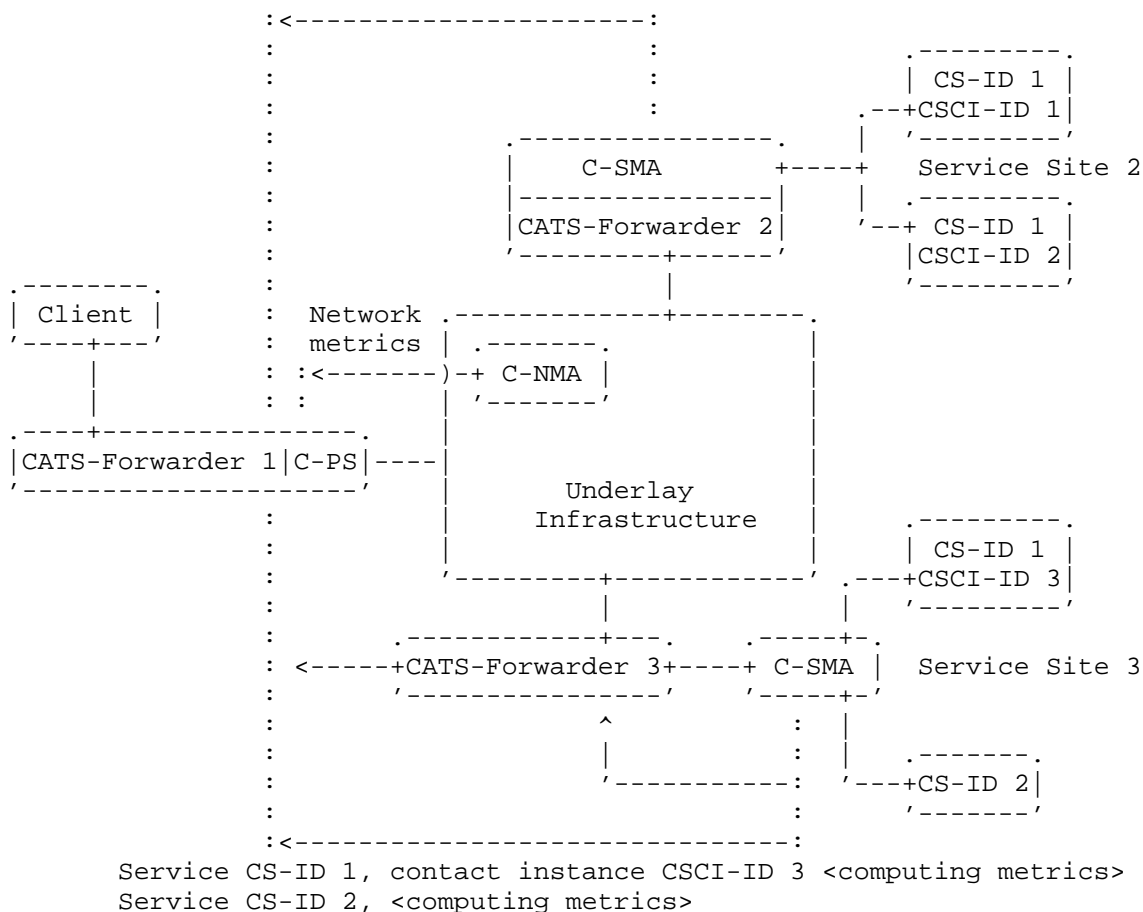 CS-ID 1
CSCI-ID 1
C-SMA
Service Site 2
CATS-Forwarder 2
CS-ID 1
CSCI-ID 2
Client
Network
metrics
C-NMA
CATS-Forwarder 1
C-PS
Underlay
Infrastructure
CS-ID 1
CSCI-ID 3
CATS-Forwarder 3
C-SMA
Service Site 3
CS-ID 2
Service CS-ID 1, contact instance CSCI-ID 3 <computing metrics>
Service CS-ID 2, <computing metrics>